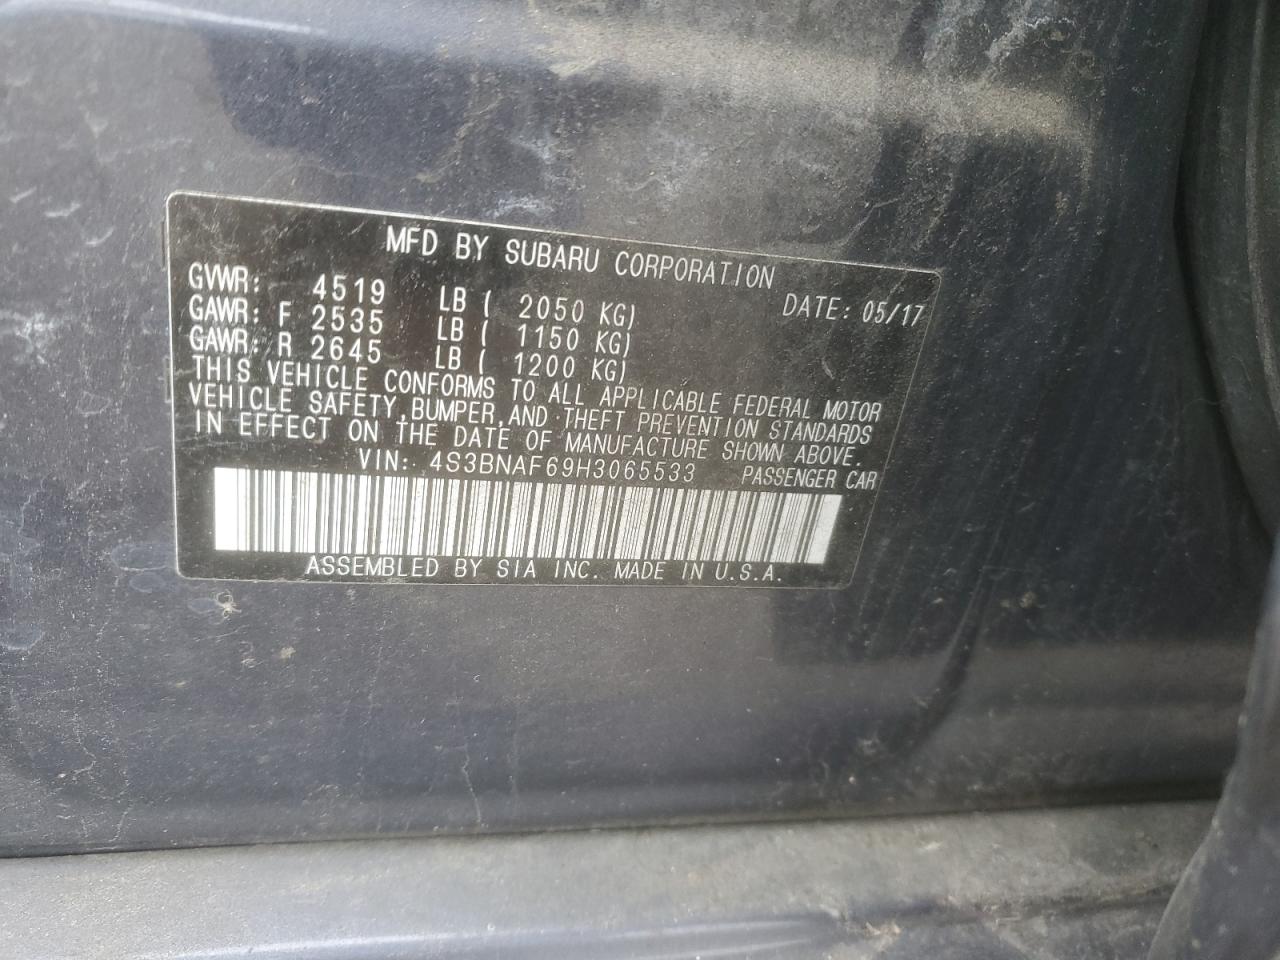 MFD BY SUBARU CORPORATION
GVWR: 4519 LB ( 2050 KG) DATE: 05/17
GAWR: F 2535 LB ( 1150 KG)
GAWR: R 2645 LB ( 1200 KG)
THIS VEHICLE CONFORMS TO ALL APPLICABLE FEDERAL MOTOR
VEHICLE SAFETY, BUMPER, AND THEFT PREVENTION STANDARDS
IN EFFECT ON THE DATE OF MANUFACTURE SHOWN ABOVE.
VIN: 4S3BNAF69H3065533 PASSENGER CAR
ASSEMBLED BY SIA INC. MADE IN U.S.A.